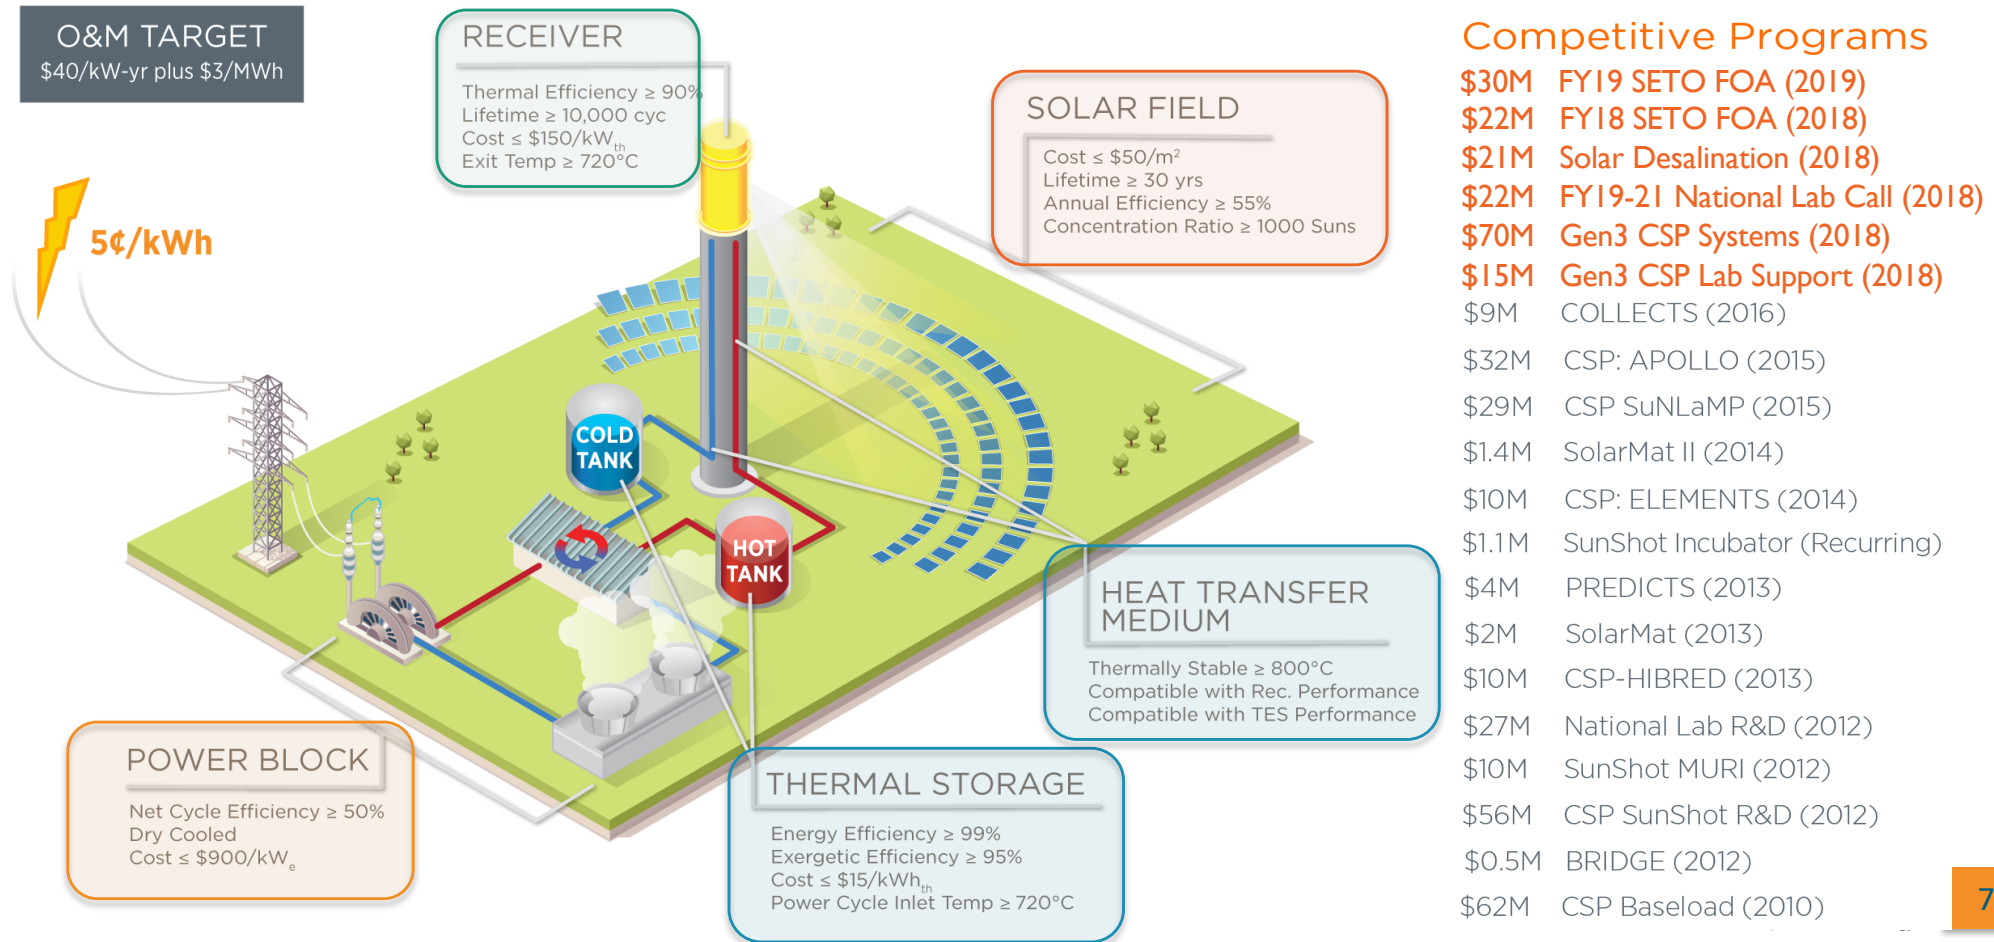 O&M TARGET
$40/kW-yr plus $3/MWh
5¢/kWh
RECEIVER
Thermal Efficiency ≥ 90%
Lifetime ≥ 10,000 cyc
Cost ≤ $150/kWth
Exit Temp ≥ 720°C
SOLAR FIELD
Cost ≤ $50/m²
Lifetime ≥ 30 yrs
Annual Efficiency ≥ 55%
Concentration Ratio ≥ 1000 Suns
COLD
TANK
HOT
TANK
HEAT TRANSFER
MEDIUM
Thermally Stable ≥ 800°C
Compatible with Rec. Performance
Compatible with TES Performance
POWER BLOCK
Net Cycle Efficiency ≥ 50%
Dry Cooled
Cost ≤ $900/kWe
THERMAL STORAGE
Energy Efficiency ≥ 99%
Exergetic Efficiency ≥ 95%
Cost ≤ $15/kWhth
Power Cycle Inlet Temp ≥ 720°C
Competitive Programs
$30M FY19 SETO FOA (2019)
$22M FY18 SETO FOA (2018)
$21M Solar Desalination (2018)
$22M FY19-21 National Lab Call (2018)
$70M Gen3 CSP Systems (2018)
$15M Gen3 CSP Lab Support (2018)
$9M COLLECTS (2016)
$32M CSP: APOLLO (2015)
$29M CSP SuNLaMP (2015)
$1.4M SolarMat II (2014)
$10M CSP: ELEMENTS (2014)
$1.1M SunShot Incubator (Recurring)
$4M PREDICTS (2013)
$2M SolarMat (2013)
$10M CSP-HIBRED (2013)
$27M National Lab R&D (2012)
$10M SunShot MURI (2012)
$56M CSP SunShot R&D (2012)
$0.5M BRIDGE (2012)
$62M CSP Baseload (2010)
7